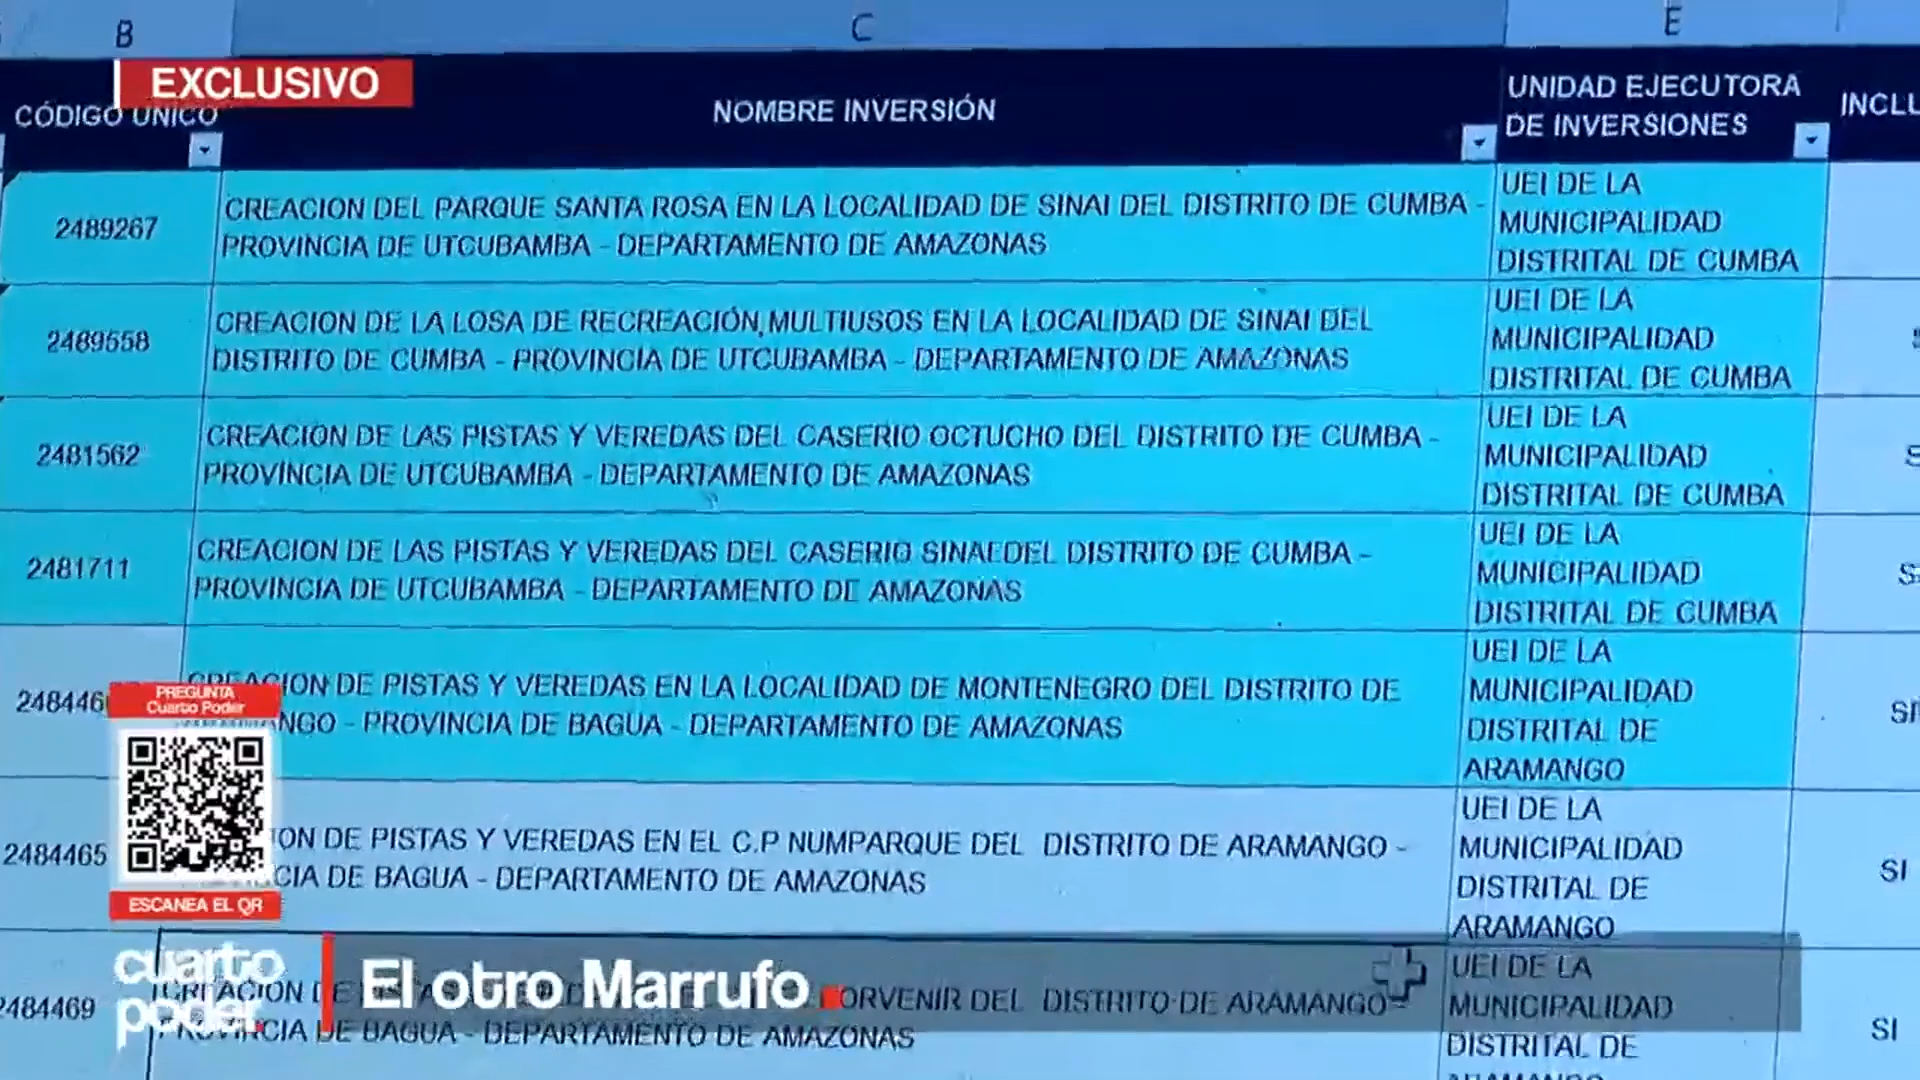 B
C
E
EXCLUSIVO
CÓDIGO ÚNICO
NOMBRE INVERSIÓN
UNIDAD EJECUTORA
DE INVERSIONES
INCLU
2489267
CREACION DEL PARQUE SANTA ROSA EN LA LOCALIDAD DE SINAI DEL DISTRITO DE CUMBA -
PROVINCIA DE UTCUBAMBA - DEPARTAMENTO DE AMAZONAS
UEI DE LA
MUNICIPALIDAD
DISTRITAL DE CUMBA
2489558
CREACION DE LA LOSA DE RECREACIÓN MULTIUSOS EN LA LOCALIDAD DE SINAI DEL
DISTRITO DE CUMBA - PROVINCIA DE UTCUBAMBA - DEPARTAMENTO DE AMAZONAS
UEI DE LA
MUNICIPALIDAD
DISTRITAL DE CUMBA
2481562
CREACION DE LAS PISTAS Y VEREDAS DEL CASERIO OCTUCHO DEL DISTRITO DE CUMBA -
PROVINCIA DE UTCUBAMBA - DEPARTAMENTO DE AMAZONAS
UEI DE LA
MUNICIPALIDAD
DISTRITAL DE CUMBA
2481711
CREACION DE LAS PISTAS Y VEREDAS DEL CASERIO SINAI DEL DISTRITO DE CUMBA -
PROVINCIA DE UTCUBAMBA - DEPARTAMENTO DE AMAZONAS
UEI DE LA
MUNICIPALIDAD
DISTRITAL DE CUMBA
248446
CION DE PISTAS Y VEREDAS EN LA LOCALIDAD DE MONTENEGRO DEL DISTRITO DE
NGO - PROVINCIA DE BAGUA - DEPARTAMENTO DE AMAZONAS
UEI DE LA
MUNICIPALIDAD
DISTRITAL DE
ARAMANGO
SI
PREGUNTA
Cuarto Poder
ESCANEA EL QR
2484465
ION DE PISTAS Y VEREDAS EN EL C.P NUMPARQUE DEL DISTRITO DE ARAMANGO -
CIA DE BAGUA - DEPARTAMENTO DE AMAZONAS
UEI DE LA
MUNICIPALIDAD
DISTRITAL DE
ARAMANGO
SI
2484469
CREACION
ORVENIR DEL DISTRITO DE ARAMANGO -
PROVINCIA DE BAGUA - DEPARTAMENTO DE AMAZONAS
UEI DE LA
MUNICIPALIDAD
DISTRITAL DE
SI
cuarto
poder.
El otro Marrufo